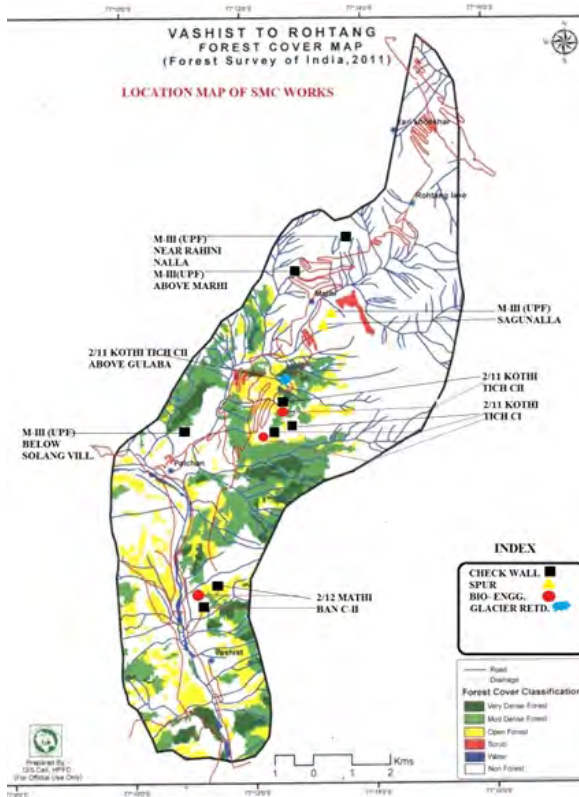 VASHIST TO ROHTANG
FOREST COVER MAP
(Forest Survey of India,2011)
LOCATION MAP OF SMC WORKS
Rohtang lake
M-III (UPF)
NEAR RAHINI
NALLA
M-III(UPF)
ABOVE MARHI
Marhi
M-III (UPF)
SAGUNALLA
2/11 KOTHI TICH CII
ABOVE GULABA
2/11 KOTHI
TICH CII
2/11 KOTHI
TICH CI
M-III (UPF)
BELOW
SOLANG VILL.
Palchan
INDEX
CHECK WALL
SPUR
BIO- ENGG.
GLACIER RETD.
2/12 MATHI
BAN C-II
Vashist
Road
Drainage
Forest Cover Classification
Very Dense Forest
Mod Dense Forest
Open Forest
Scrub
Water
Non Forest
Prepared By :
GIS Cell, HPFD
(For Official Use Only)
1 0 1 2 Kms